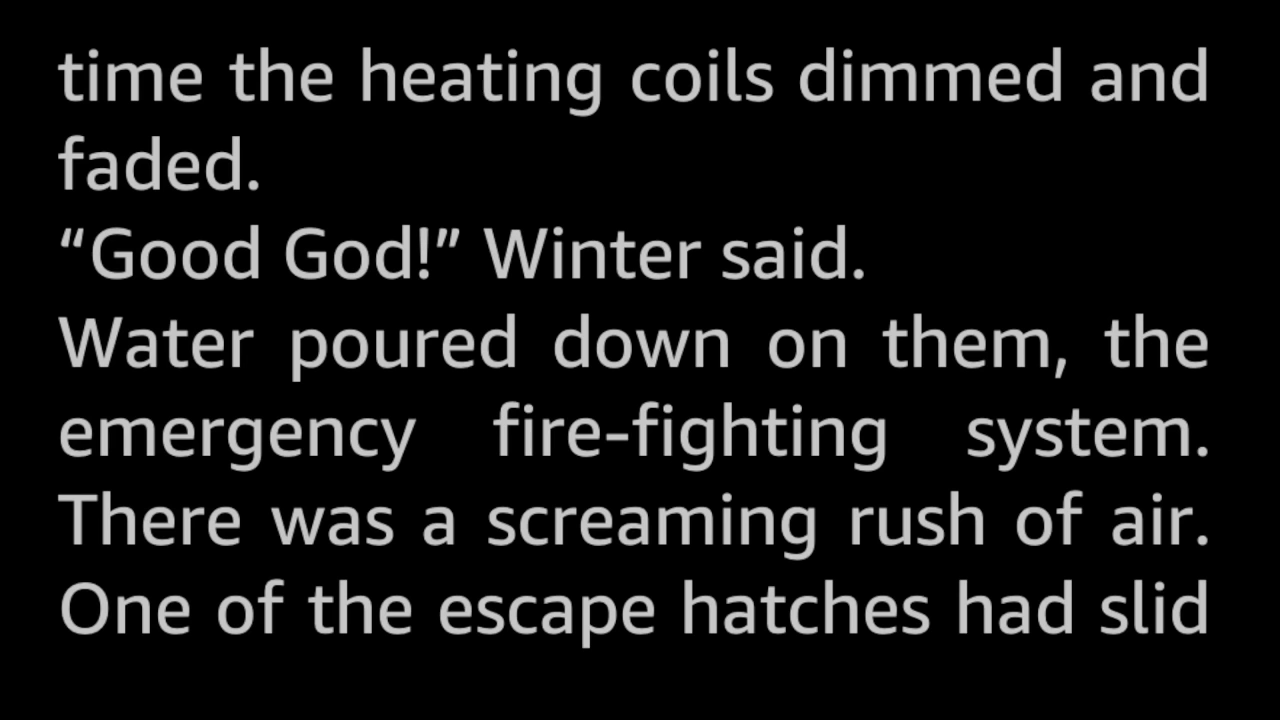 time the heating coils dimmed and
faded.
“Good God!” Winter said.
Water poured down on them, the
emergency fire-fighting system.
There was a screaming rush of air.
One of the escape hatches had slid